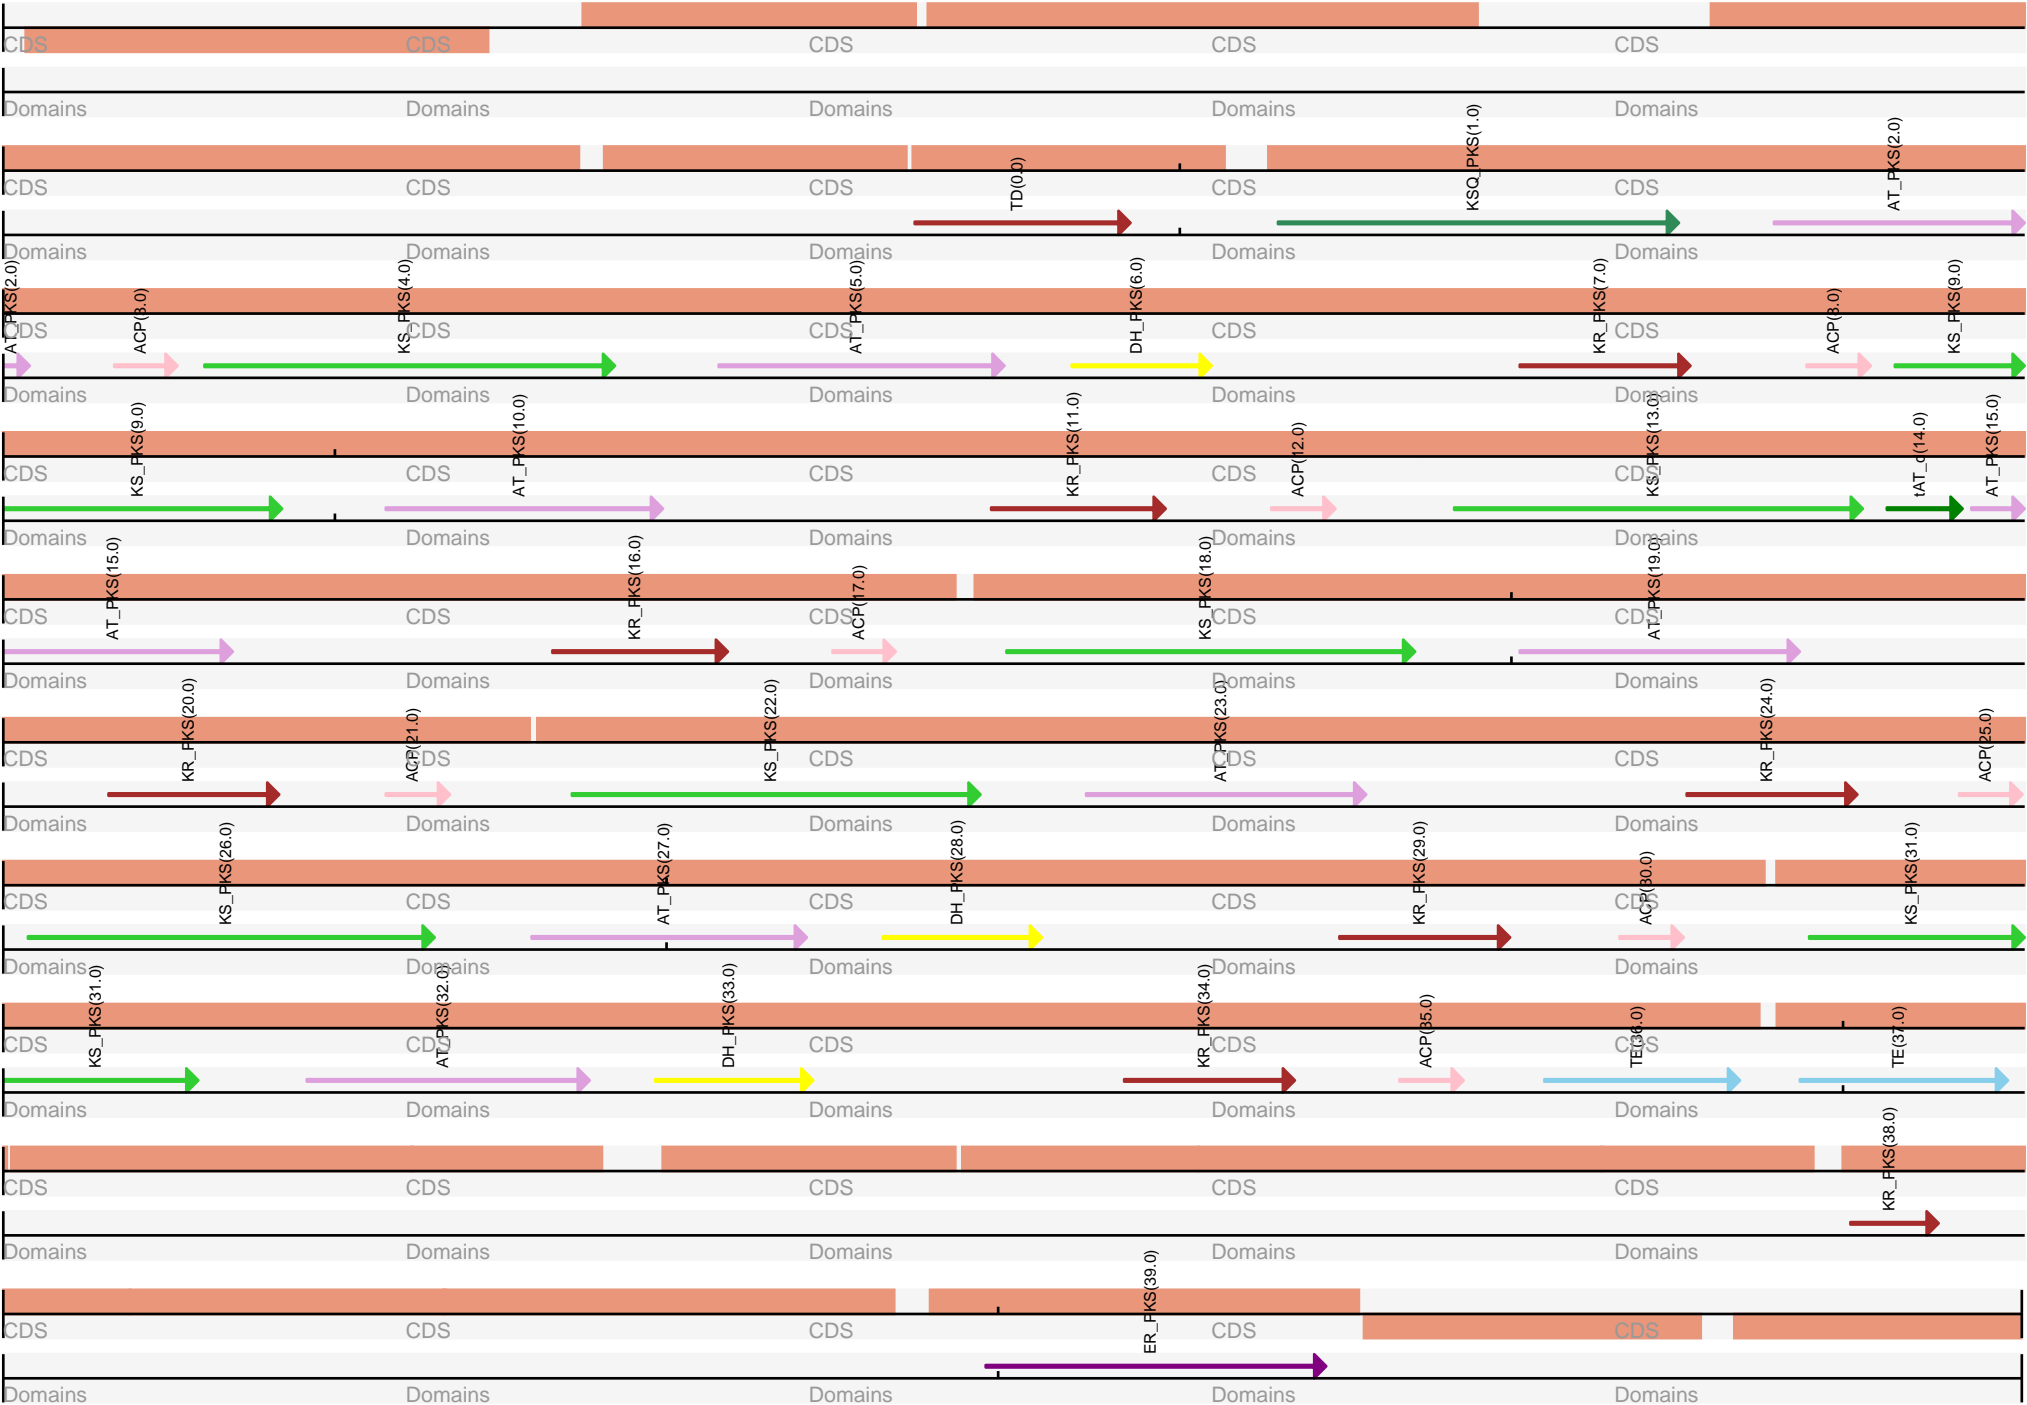 CDS CDS CDS CDS CDS
Domains Domains Domains Domains Domains
TD(0.0) KSQ_PKS(1.0) AT_PKS(2.0)
CDS CDS CDS CDS CDS
Domains Domains Domains Domains Domains
AT_PKS(2.0) ACP(3.0) KS_PKS(4.0) AT_PKS(5.0) DH_PKS(6.0) KR_PKS(7.0) ACP(8.0) KS_PKS(9.0)
CDS CDS CDS CDS CDS
Domains Domains Domains Domains Domains
KS_PKS(9.0) AT_PKS(10.0) KR_PKS(11.0) ACP(12.0) KS_PKS(13.0) tAT_d(14.0) AT_PKS(15.0)
CDS CDS CDS CDS CDS
Domains Domains Domains Domains Domains
AT_PKS(15.0) KR_PKS(16.0) ACP(17.0) KS_PKS(18.0) AT_PKS(19.0)
CDS CDS CDS CDS CDS
Domains Domains Domains Domains Domains
KR_PKS(20.0) ACP(21.0) KS_PKS(22.0) AT_PKS(23.0) KR_PKS(24.0) ACP(25.0)
CDS CDS CDS CDS CDS
Domains Domains Domains Domains Domains
KS_PKS(26.0) AT_PKS(27.0) DH_PKS(28.0) KR_PKS(29.0) ACP(30.0) KS_PKS(31.0)
CDS CDS CDS CDS CDS
Domains Domains Domains Domains Domains
KS_PKS(31.0) AT_PKS(32.0) DH_PKS(33.0) KR_PKS(34.0) ACP(35.0) TE(36.0) TE(37.0)
CDS CDS CDS CDS CDS
Domains Domains Domains Domains Domains
KR_PKS(38.0)
CDS CDS CDS CDS CDS
Domains Domains Domains Domains Domains
ER_PKS(39.0)
CDS CDS CDS CDS CDS
Domains Domains Domains Domains Domains